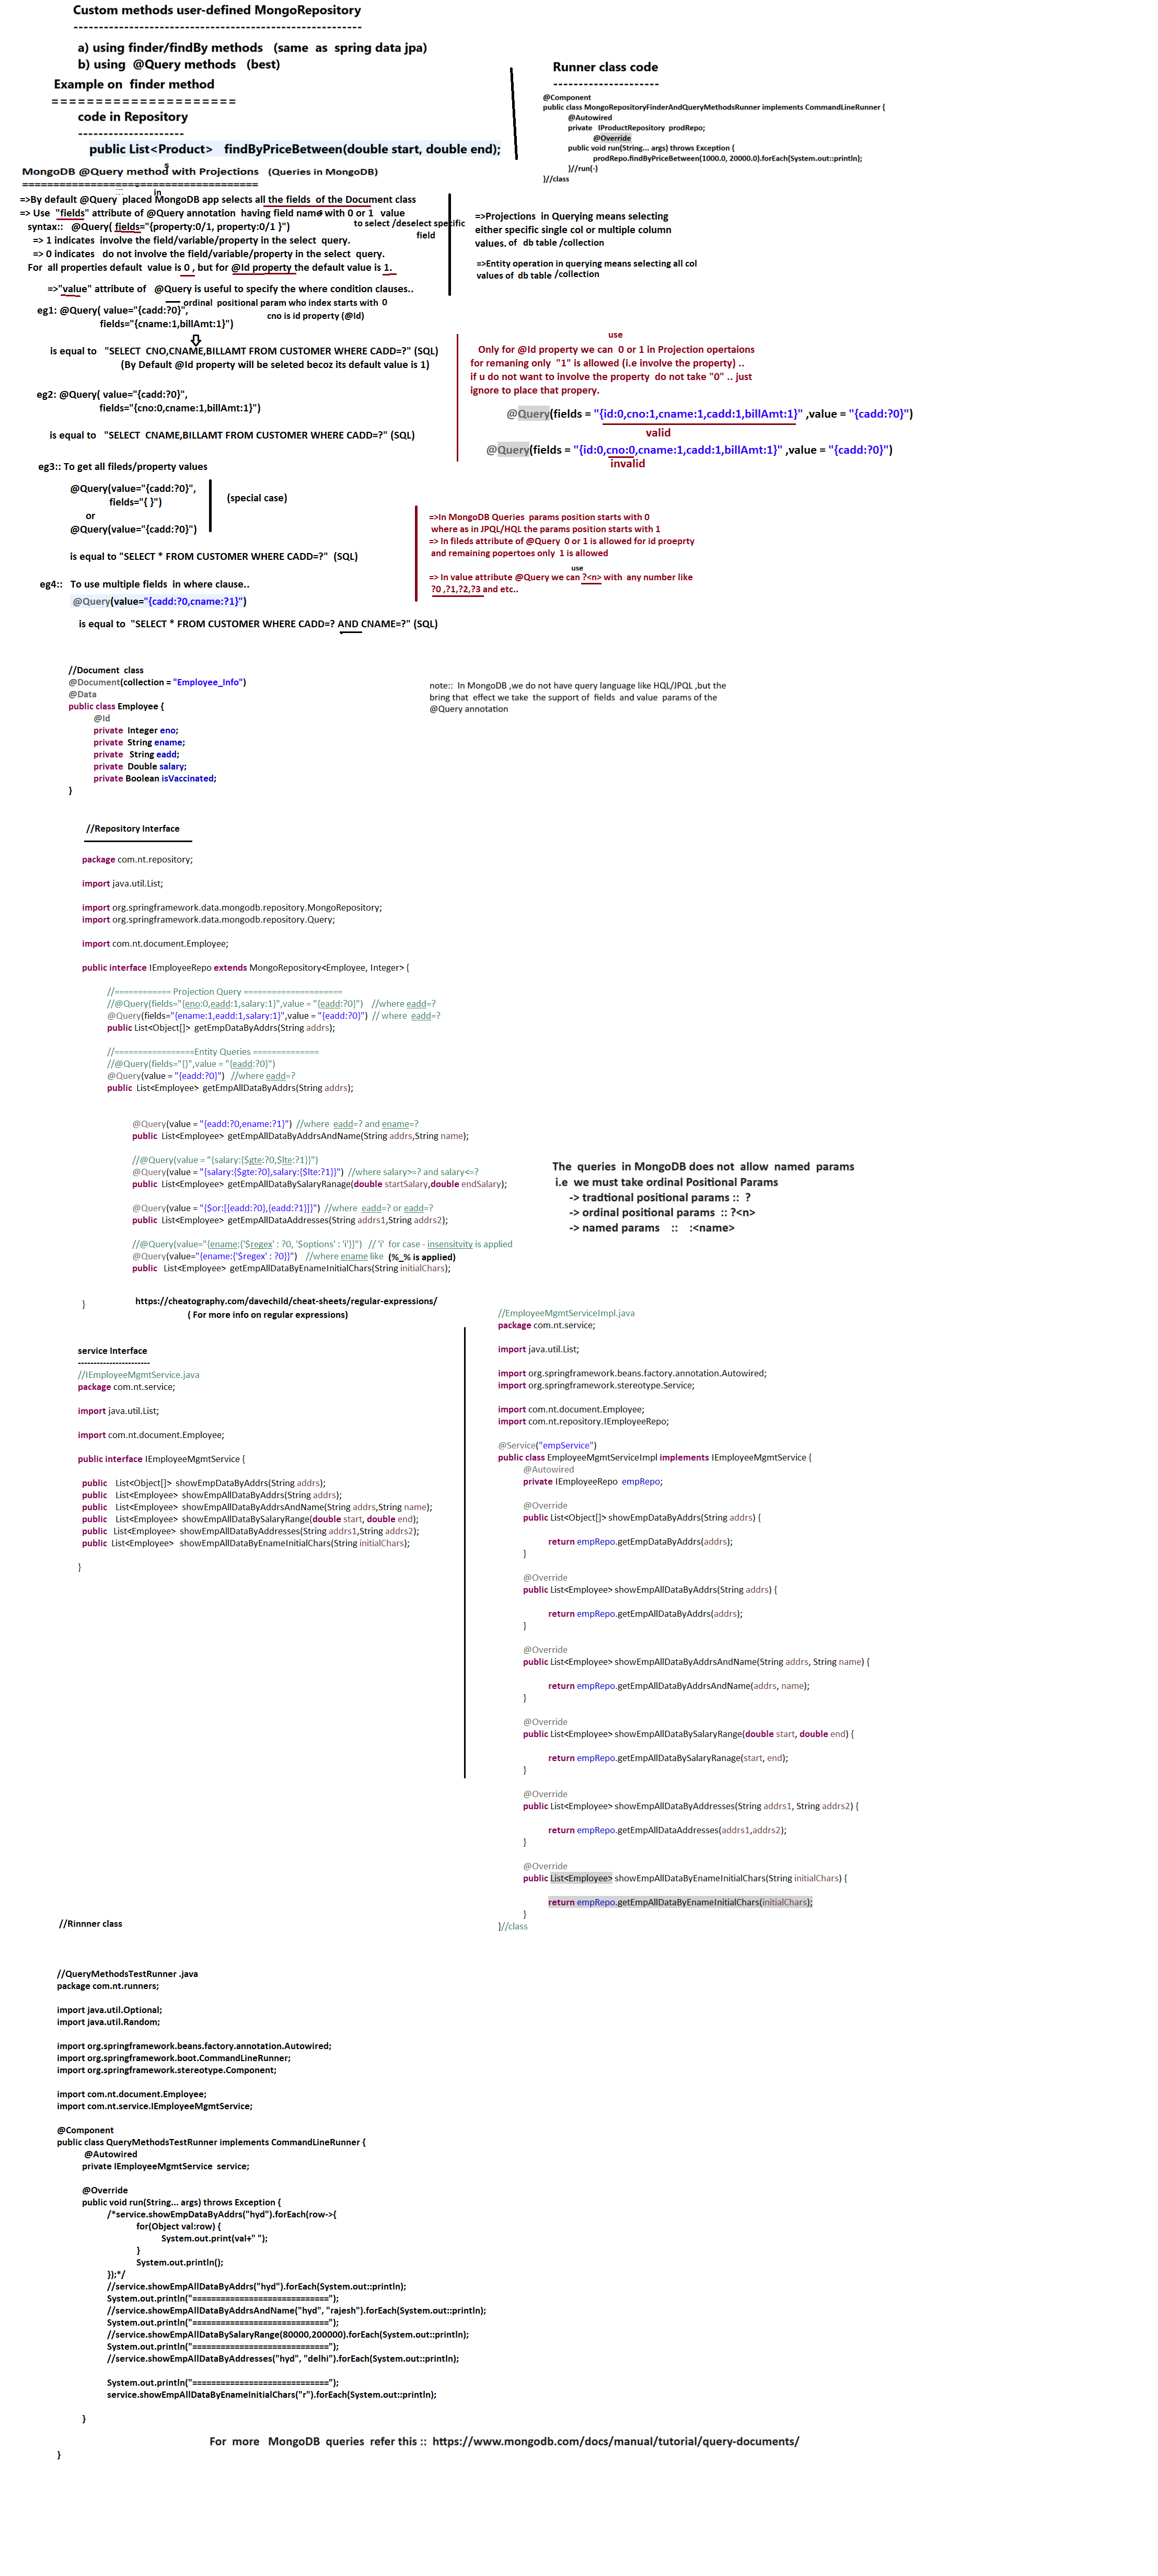 Custom methods user-defined MongoRepository
---------------------------------------------------------
a) using finder/findBy methods (same as spring data jpa)
b) using @Query methods (best)
Example on finder method
=====================
code in Repository
---------------------
public List<Product> findByPriceBetween(double start, double end);
Runner class code
---------------------
@Component
public class MongoRepositoryFinderAndQueryMethodsRunner implements CommandLineRunner {
@Autowired
private IProductRepository prodRepo;
@Override
public void run(String... args) throws Exception {
prodRepo.findByPriceBetween(1000.0, 20000.0).forEach(System.out::println);
}//run(-)
}//class
s
MongoDB @Query method with Projections (Queries in MongoDB)
=====================================
in
=>By default @Query placed MongoDB app selects all the fields of the Document class
=> Use "fields" attribute of @Query annotation having field name with 0 or 1 value
s
to select /deselect specific
field
syntax:: @Query( fields="{property:0/1, property:0/1 }")
=> 1 indicates involve the field/variable/property in the select query.
=> 0 indicates do not involve the field/variable/property in the select query.
For all properties default value is 0 , but for @Id property the default value is 1.
=>"value" attribute of @Query is useful to specify the where condition clauses..
=>Projections in Querying means selecting
either specific single col or multiple column
values. of db table /collection
=>Entity operation in querying means selecting all col
values of db table /collection
ordinal positional param who index starts with 0
eg1: @Query( value="{cadd:?0}",
cno is id property (@Id)
fields="{cname:1,billAmt:1}")
is equal to "SELECT CNO,CNAME,BILLAMT FROM CUSTOMER WHERE CADD=?" (SQL)
(By Default @Id property will be seleted becoz its default value is 1)
eg2: @Query( value="{cadd:?0}",
fields="{cno:0,cname:1,billAmt:1}")
is equal to "SELECT CNAME,BILLAMT FROM CUSTOMER WHERE CADD=?" (SQL)
use
Only for @Id property we can 0 or 1 in Projection opertaions
for remaning only "1" is allowed (i.e involve the property) ..
if u do not want to involve the property do not take "0" .. just
ignore to place that propery.
@Query(fields = "{id:0,cno:1,cname:1,cadd:1,billAmt:1}" ,value = "{cadd:?0}")
valid
@Query(fields = "{id:0,cno:0,cname:1,cadd:1,billAmt:1}" ,value = "{cadd:?0}")
invalid
eg3:: To get all fileds/property values
@Query(value="{cadd:?0}",
fields="{ }")
or
@Query(value="{cadd:?0}")
(special case)
is equal to "SELECT * FROM CUSTOMER WHERE CADD=?" (SQL)
eg4:: To use multiple fields in where clause..
@Query(value="{cadd:?0,cname:?1}")
is equal to "SELECT * FROM CUSTOMER WHERE CADD=? AND CNAME=?" (SQL)
=>In MongoDB Queries params position starts with 0
where as in JPQL/HQL the params position starts with 1
=> In fileds attribute of @Query 0 or 1 is allowed for id proeprty
and remaining popertoes only 1 is allowed
use
=> In value attribute @Query we can ?<n> with any number like
?0 ,?1,?2,?3 and etc..
//Document class
@Document(collection = "Employee_Info")
@Data
public class Employee {
@Id
private Integer eno;
private String ename;
private String eadd;
private Double salary;
private Boolean isVaccinated;
}
note:: In MongoDB ,we do not have query language like HQL/JPQL ,but the
bring that effect we take the support of fields and value params of the
@Query annotation
//Repository Interface
package com.nt.repository;
import java.util.List;
import org.springframework.data.mongodb.repository.MongoRepository;
import org.springframework.data.mongodb.repository.Query;
import com.nt.document.Employee;
public interface IEmployeeRepo extends MongoRepository<Employee, Integer> {
//============ Projection Query =====================
//@Query(fields="{eno:0,eadd:1,salary:1}",value = "{eadd:?0}") //where eadd=?
@Query(fields="{ename:1,eadd:1,salary:1}",value = "{eadd:?0}") // where eadd=?
public List<Object[]> getEmpDataByAddrs(String addrs);
//=================Entity Queries ==============
//@Query(fields="{}",value = "{eadd:?0}")
@Query(value = "{eadd:?0}") //where eadd=?
public List<Employee> getEmpAllDataByAddrs(String addrs);
@Query(value = "{eadd:?0,ename:?1}") //where eadd=? and ename=?
public List<Employee> getEmpAllDataByAddrsAndName(String addrs,String name);
//@Query(value = "{salary:{$gte:?0,$lte:?1}}")
@Query(value = "{salary:{$gte:?0},salary:{$lte:?1}}") //where salary>=? and salary<=?
public List<Employee> getEmpAllDataBySalaryRanage(double startSalary,double endSalary);
@Query(value = "{$or:[{eadd:?0},{eadd:?1}]}") //where eadd=? or eadd=?
public List<Employee> getEmpAllDataAddresses(String addrs1,String addrs2);
//@Query(value="{ename:{'$regex' : ?0, '$options' : 'i'}}") // 'i' for case - insensitvity is applied
@Query(value="{ename:{'$regex' : ?0}}") //where ename like (%_% is applied)
public List<Employee> getEmpAllDataByEnameInitialChars(String initialChars);
}
The queries in MongoDB does not allow named params
i.e we must take ordinal Positional Params
-> tradtional positional params :: ?
-> ordinal positional params :: ?<n>
-> named params :: :<name>
https://cheatography.com/davechild/cheat-sheets/regular-expressions/
( For more info on regular expressions)
service Interface
-----------------------
//IEmployeeMgmtService.java
package com.nt.service;
import java.util.List;
import com.nt.document.Employee;
public interface IEmployeeMgmtService {
public List<Object[]> showEmpDataByAddrs(String addrs);
public List<Employee> showEmpAllDataByAddrs(String addrs);
public List<Employee> showEmpAllDataByAddrsAndName(String addrs,String name);
public List<Employee> showEmpAllDataBySalaryRange(double start, double end);
public List<Employee> showEmpAllDataByAddresses(String addrs1,String addrs2);
public List<Employee> showEmpAllDataByEnameInitialChars(String initialChars);
}
//EmployeeMgmtServiceImpl.java
package com.nt.service;
import java.util.List;
import org.springframework.beans.factory.annotation.Autowired;
import org.springframework.stereotype.Service;
import com.nt.document.Employee;
import com.nt.repository.IEmployeeRepo;
@Service("empService")
public class EmployeeMgmtServiceImpl implements IEmployeeMgmtService {
@Autowired
private IEmployeeRepo empRepo;
@Override
public List<Object[]> showEmpDataByAddrs(String addrs) {
return empRepo.getEmpDataByAddrs(addrs);
}
@Override
public List<Employee> showEmpAllDataByAddrs(String addrs) {
return empRepo.getEmpAllDataByAddrs(addrs);
}
@Override
public List<Employee> showEmpAllDataByAddrsAndName(String addrs, String name) {
return empRepo.getEmpAllDataByAddrsAndName(addrs, name);
}
@Override
public List<Employee> showEmpAllDataBySalaryRange(double start, double end) {
return empRepo.getEmpAllDataBySalaryRanage(start, end);
}
@Override
public List<Employee> showEmpAllDataByAddresses(String addrs1, String addrs2) {
return empRepo.getEmpAllDataAddresses(addrs1,addrs2);
}
@Override
public List<Employee> showEmpAllDataByEnameInitialChars(String initialChars) {
return empRepo.getEmpAllDataByEnameInitialChars(initialChars);
}
}//class
//Rinnner class
//QueryMethodsTestRunner .java
package com.nt.runners;
import java.util.Optional;
import java.util.Random;
import org.springframework.beans.factory.annotation.Autowired;
import org.springframework.boot.CommandLineRunner;
import org.springframework.stereotype.Component;
import com.nt.document.Employee;
import com.nt.service.IEmployeeMgmtService;
@Component
public class QueryMethodsTestRunner implements CommandLineRunner {
@Autowired
private IEmployeeMgmtService service;
@Override
public void run(String... args) throws Exception {
/*service.showEmpDataByAddrs("hyd").forEach(row->{
for(Object val:row) {
System.out.print(val+" ");
}
System.out.println();
});*/
//service.showEmpAllDataByAddrs("hyd").forEach(System.out::println);
System.out.println("=============================");
//service.showEmpAllDataByAddrsAndName("hyd", "rajesh").forEach(System.out::println);
System.out.println("=============================");
//service.showEmpAllDataBySalaryRange(80000,200000).forEach(System.out::println);
System.out.println("=============================");
//service.showEmpAllDataByAddresses("hyd", "delhi").forEach(System.out::println);
System.out.println("=============================");
service.showEmpAllDataByEnameInitialChars("r").forEach(System.out::println);
}
For more MongoDB queries refer this :: https://www.mongodb.com/docs/manual/tutorial/query-documents/
}